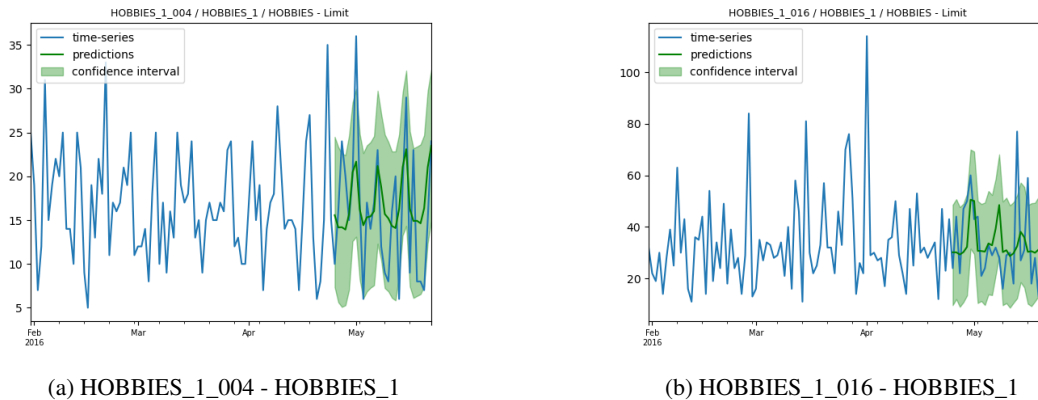 HOBBIES_1_004 / HOBBIES_1 / HOBBIES - Limit
time-series
predictions
confidence interval
35
30
25
20
15
10
5
Feb
2016
Mar
Apr
May
(a) HOBBIES_1_004 - HOBBIES_1
HOBBIES_1_016 / HOBBIES_1 / HOBBIES - Limit
time-series
predictions
confidence interval
100
80
60
40
20
Feb
2016
Mar
Apr
May
(b) HOBBIES_1_016 - HOBBIES_1